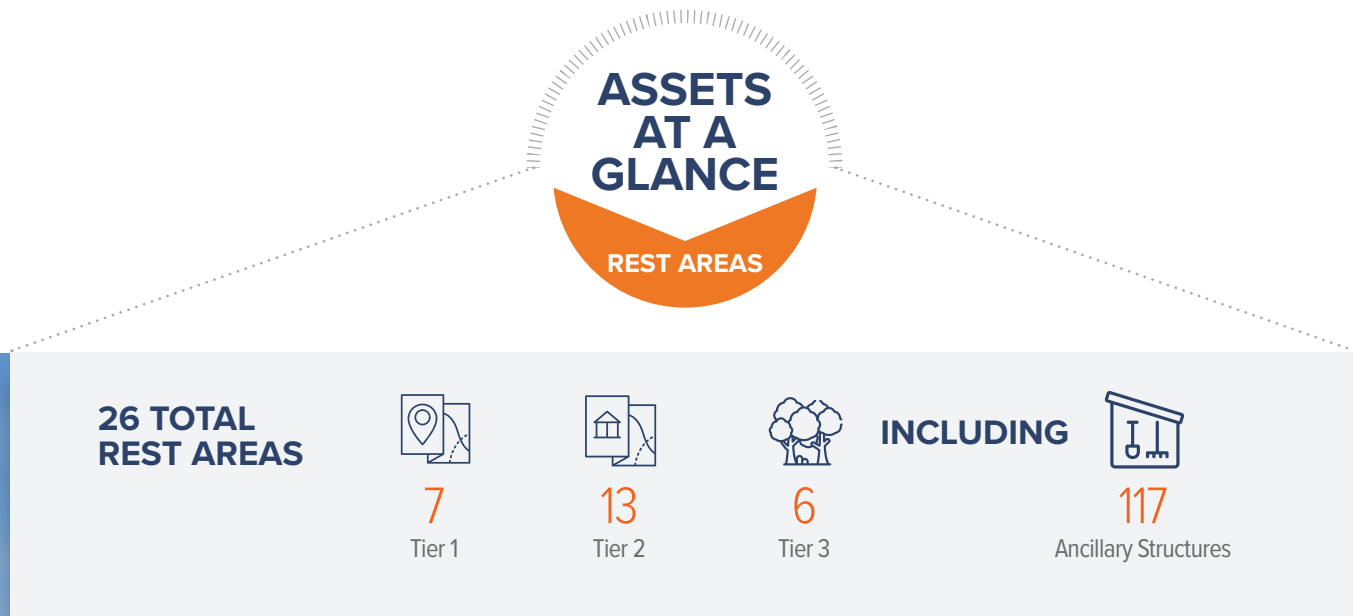 ASSETS
AT A
GLANCE
REST AREAS
26 TOTAL
REST AREAS
7
Tier 1
13
Tier 2
6
Tier 3
INCLUDING
117
Ancillary Structures